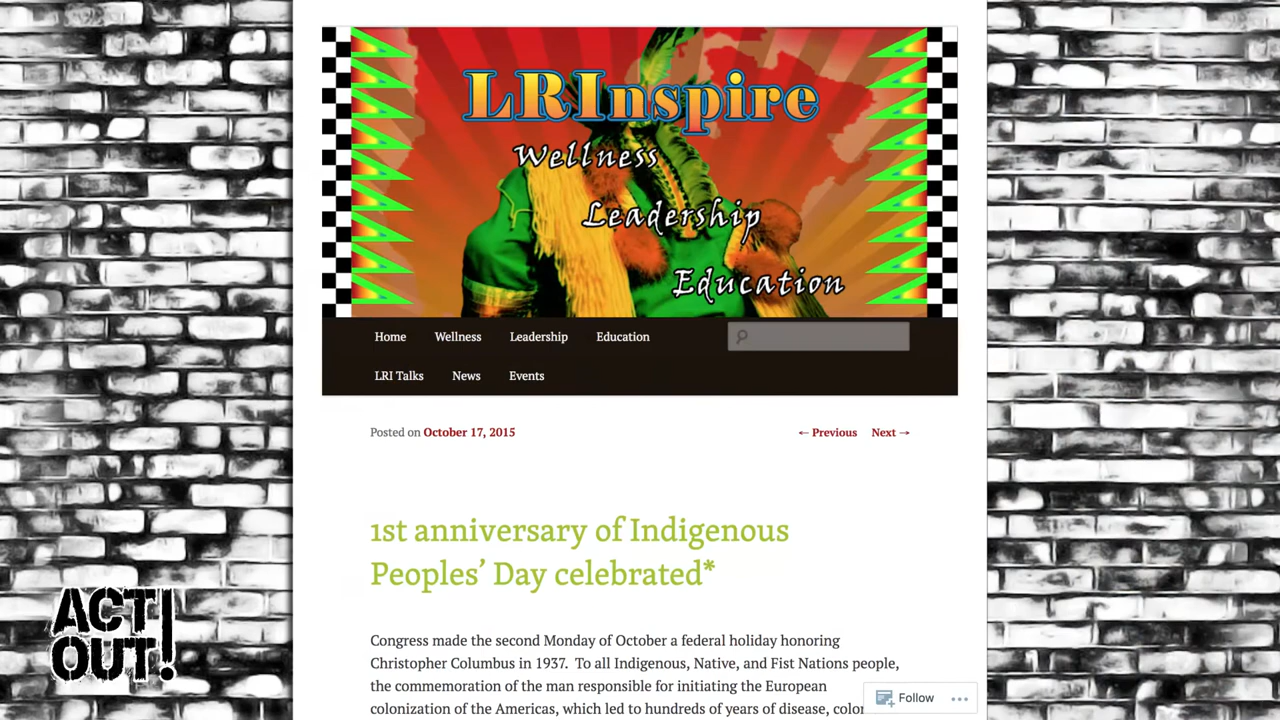 LRInspire
Wellness
Leadership
Education
Home Wellness Leadership Education
LRI Talks News Events
Posted on October 17, 2015 ← Previous Next →
1st anniversary of Indigenous
Peoples’ Day celebrated*
Congress made the second Monday of October a federal holiday honoring
Christopher Columbus in 1937. To all Indigenous, Native, and Fist Nations people,
the commemoration of the man responsible for initiating the European
colonization of the Americas, which led to hundreds of years of disease,
Follow
ACT
OUT!